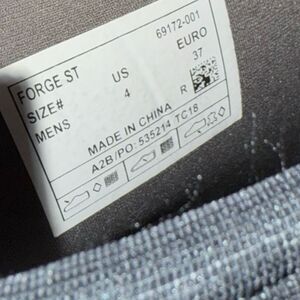 FORGE ST 69172-001
SIZE# US EURO
MENS 4 37
R
MADE IN CHINA
A2B/PO: 535214 TC18